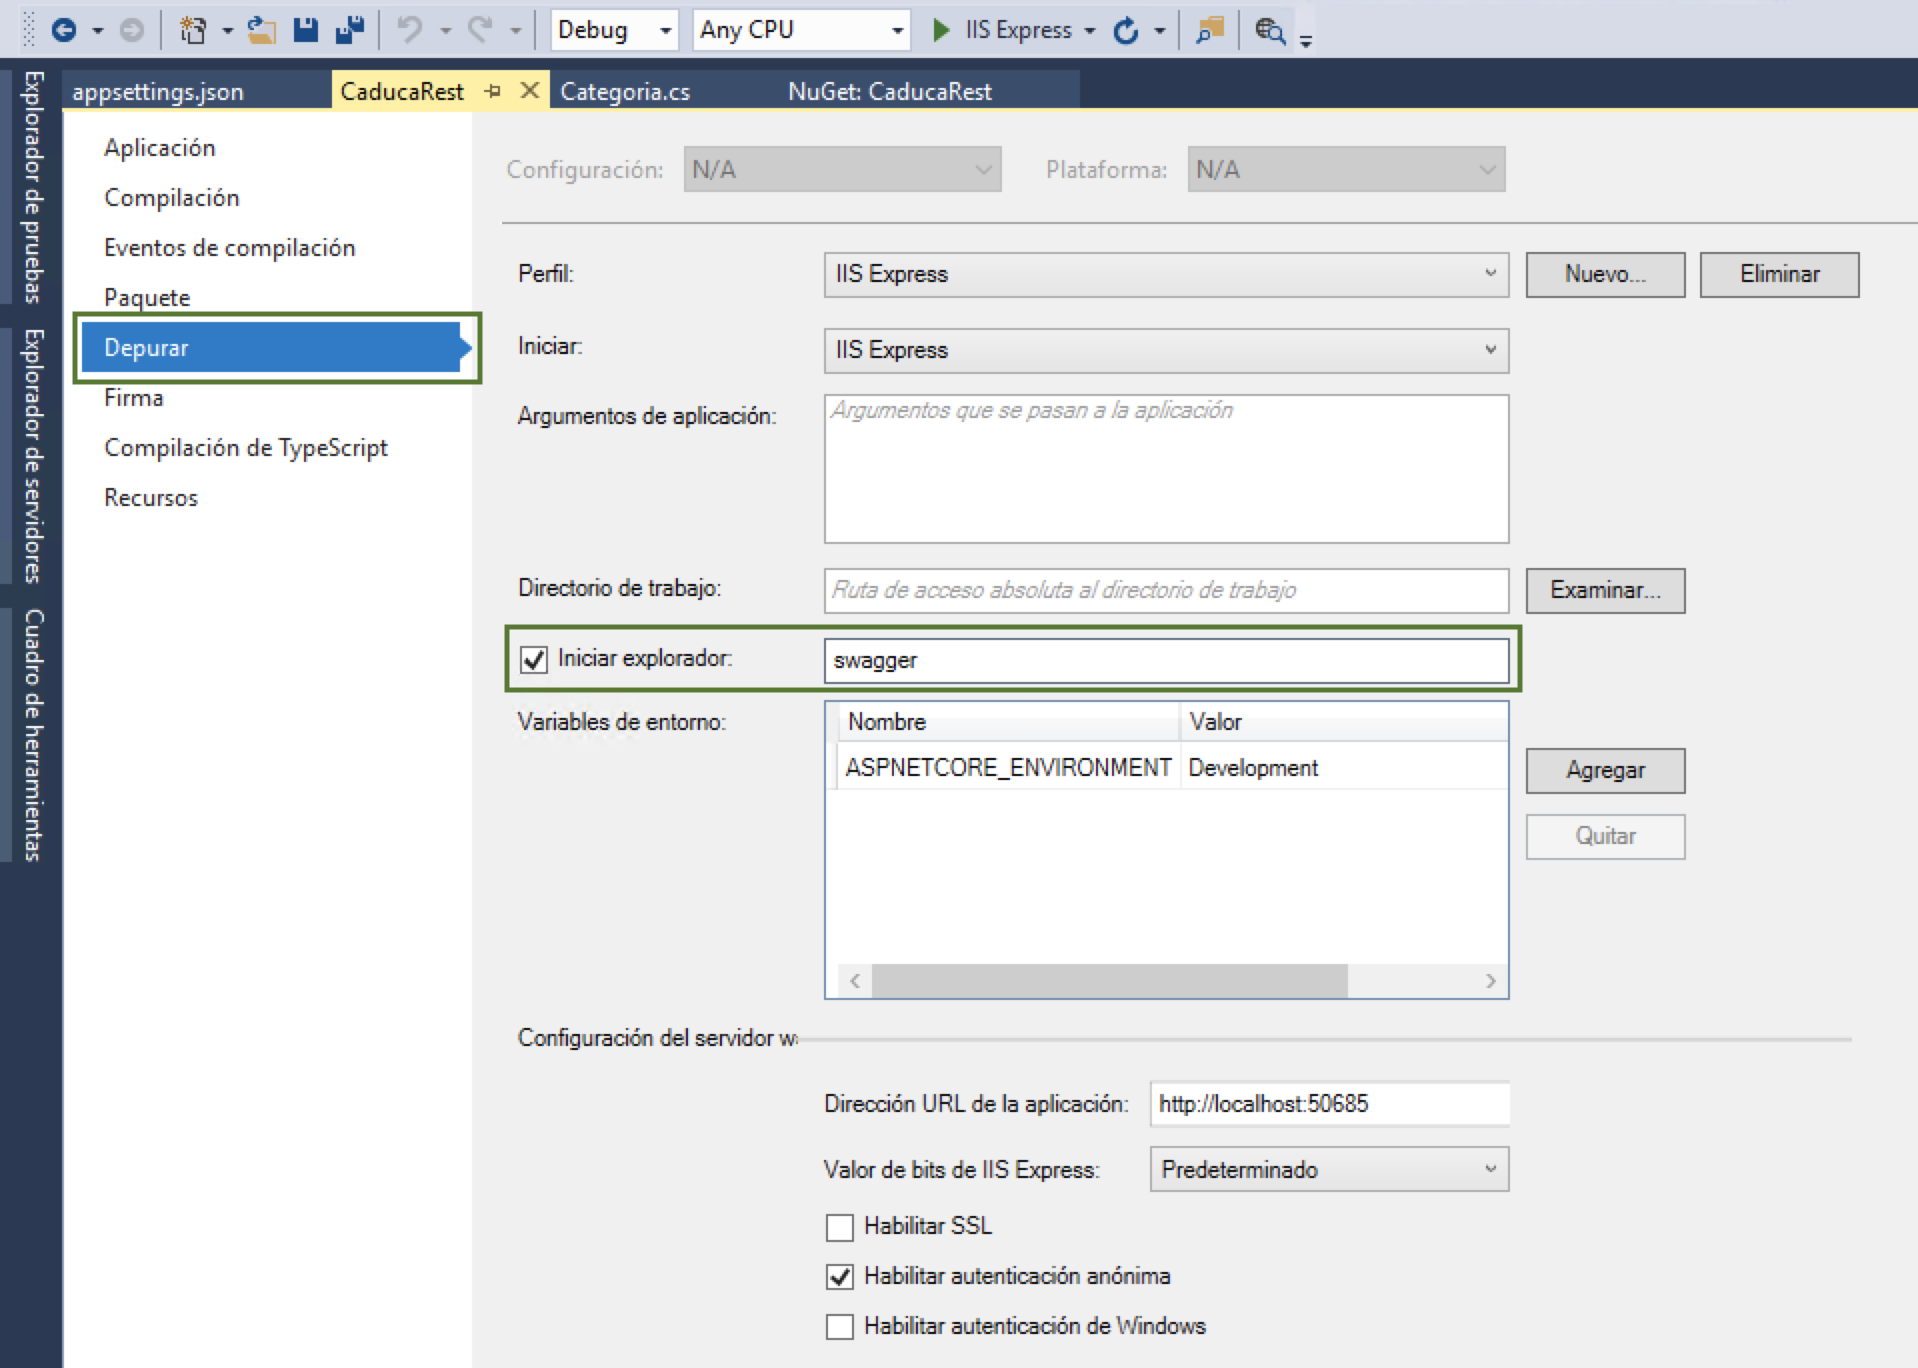 Debug
Any CPU
IIS Express
Explorador de pruebas
Explorador de servidores
Cuadro de herramientas
appsettings.json
CaducaRest
Categoria.cs
NuGet: CaducaRest
Aplicación
Compilación
Eventos de compilación
Paquete
Depurar
Firma
Compilación de TypeScript
Recursos
Configuración: N/A
Plataforma: N/A
Perfil: IIS Express
Nuevo...
Eliminar
Iniciar: IIS Express
Argumentos de aplicación: Argumentos que se pasan a la aplicación
Directorio de trabajo: Ruta de acceso absoluta al directorio de trabajo
Examinar...
Iniciar explorador: swagger
Variables de entorno:
Nombre Valor
ASPNETCORE_ENVIRONMENT Development
Agregar
Quitar
Configuración del servidor w
Dirección URL de la aplicación: http://localhost:50685
Valor de bits de IIS Express: Predeterminado
Habilitar SSL
Habilitar autenticación anónima
Habilitar autenticación de Windows